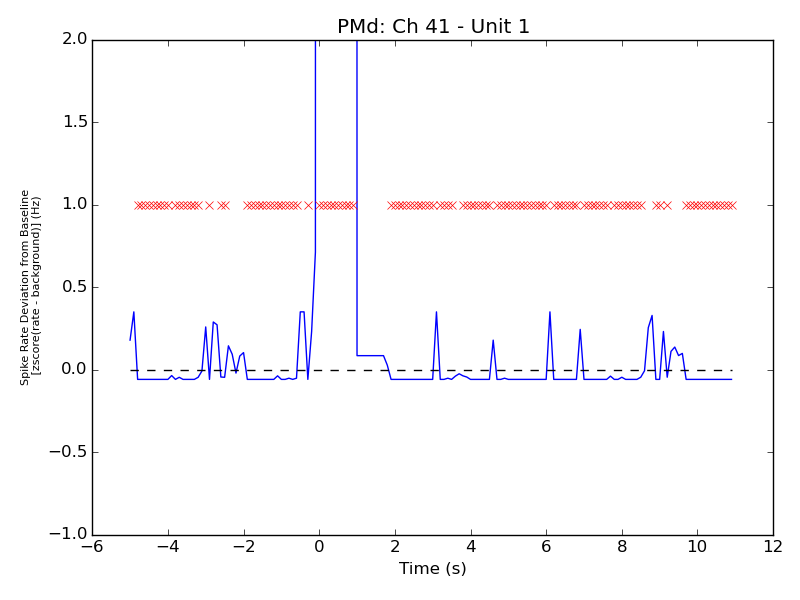 PMd: Ch 41 - Unit 1
2.0
1.5
1.0
0.5
0.0
−0.5
−1.0
Spike Rate Deviation from Baseline
[zscore(rate - background)] (Hz)
−6 −4 −2 0 2 4 6 8 10 12
Time (s)